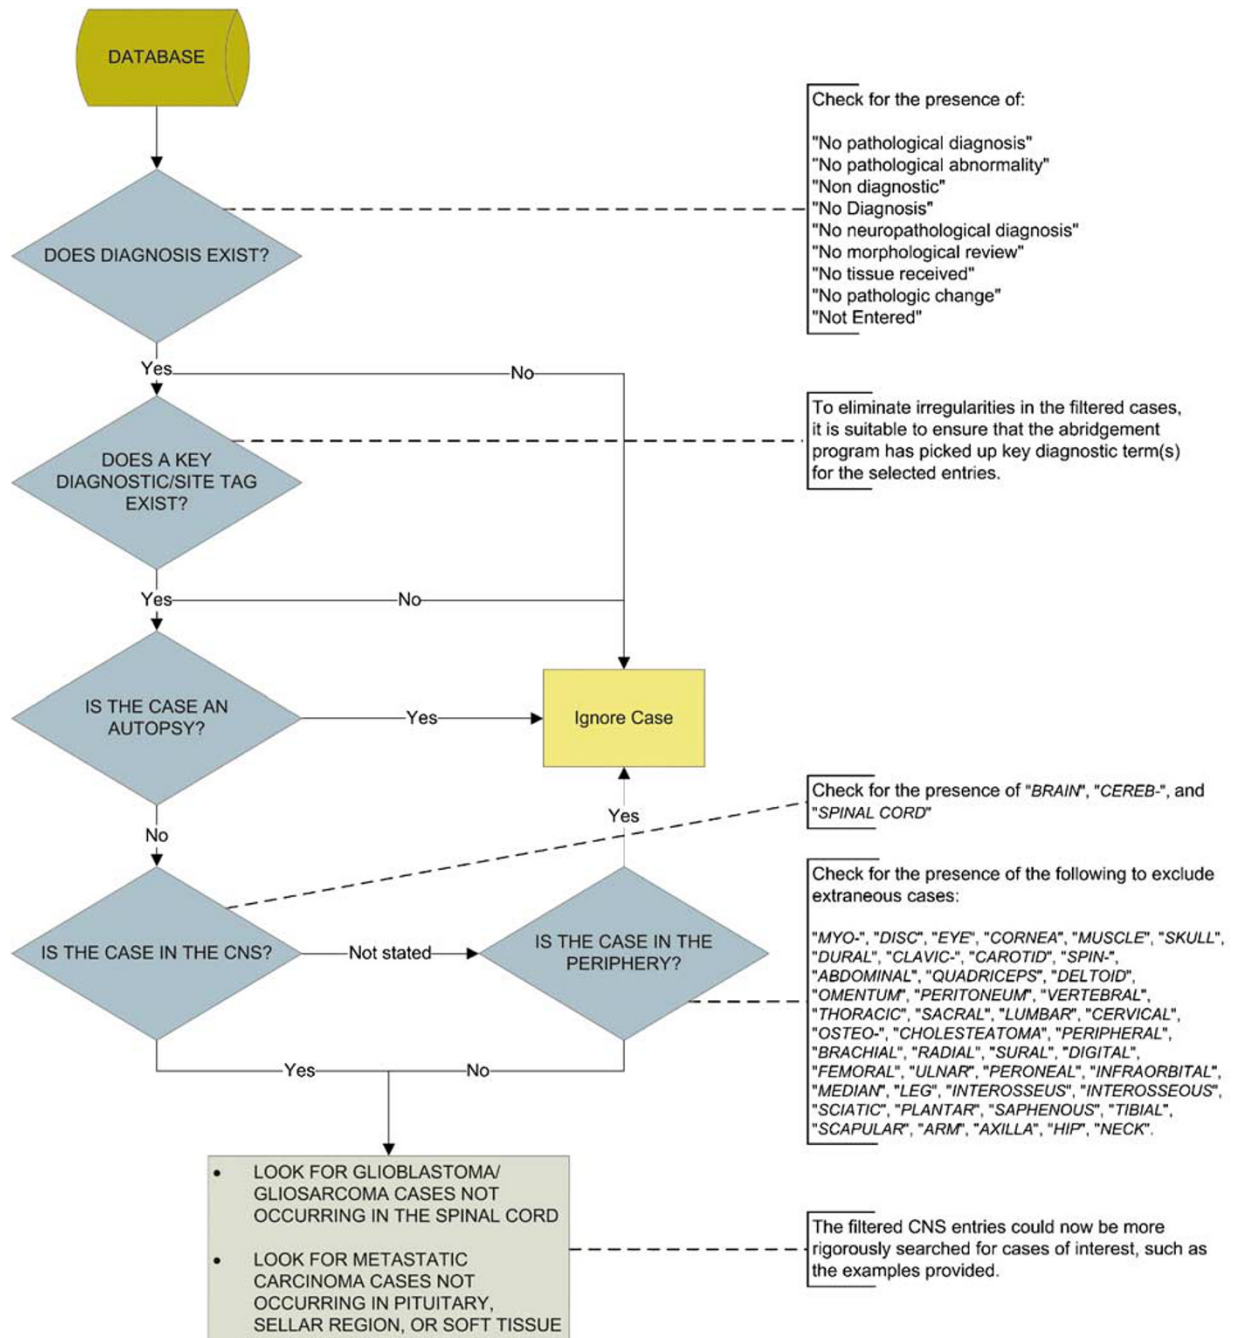 DATABASE
Check for the presence of:
"No pathological diagnosis"
"No pathological abnormality"
"Non diagnostic"
"No Diagnosis"
"No neuropathological diagnosis"
"No morphological review"
"No tissue received"
"No pathologic change"
"Not Entered"
DOES DIAGNOSIS EXIST?
Yes
No
To eliminate irregularities in the filtered cases,
it is suitable to ensure that the abridgement
program has picked up key diagnostic term(s)
for the selected entries.
DOES A KEY
DIAGNOSTIC/SITE TAG
EXIST?
Yes
No
IS THE CASE AN
AUTOPSY?
Yes
Ignore Case
No
Yes
Check for the presence of "BRAIN", "CEREB-", and
"SPINAL CORD"
IS THE CASE IN THE CNS?
Not stated
IS THE CASE IN THE
PERIPHERY?
Check for the presence of the following to exclude
extraneous cases:
"MYO-", "DISC", "EYE", "CORNEA", "MUSCLE", "SKULL",
"DURAL", "CLAVIC-", "CAROTID", "SPIN-",
"ABDOMINAL", "QUADRICEPS", "DELTOID",
"OMENTUM", "PERITONEUM", "VERTEBRAL",
"THORACIC", "SACRAL", "LUMBAR", "CERVICAL",
"OSTEO-", "CHOLESTEATOMA", "PERIPHERAL",
"BRACHIAL", "RADIAL", "SURAL", "DIGITAL",
"FEMORAL", "ULNAR", "PERONEAL", "INFRAORBITAL",
"MEDIAN", "LEG", "INTEROSSEUS", "INTEROSSEOUS",
"SCIATIC", "PLANTAR", "SAPHENOUS", "TIBIAL",
"SCAPULAR", "ARM", "AXILLA", "HIP", "NECK".
Yes
No
• LOOK FOR GLIOBLASTOMA/
GLIOSARCOMA CASES NOT
OCCURRING IN THE SPINAL CORD
• LOOK FOR METASTATIC
CARCINOMA CASES NOT
OCCURRING IN PITUITARY,
SELLAR REGION, OR SOFT TISSUE
The filtered CNS entries could now be more
rigorously searched for cases of interest, such as
the examples provided.